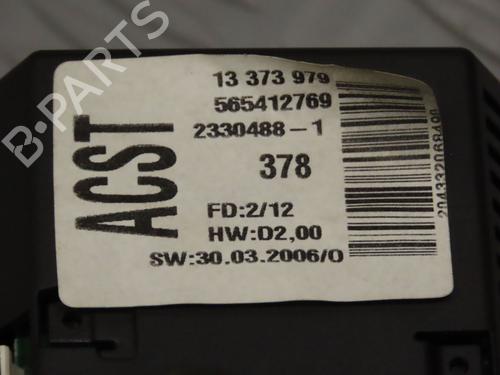 13 373 979
565412769
2330488-1
378
FD:2/12
HW:D2,00
SW:30.03.2006/0
ACST
B-PARTS